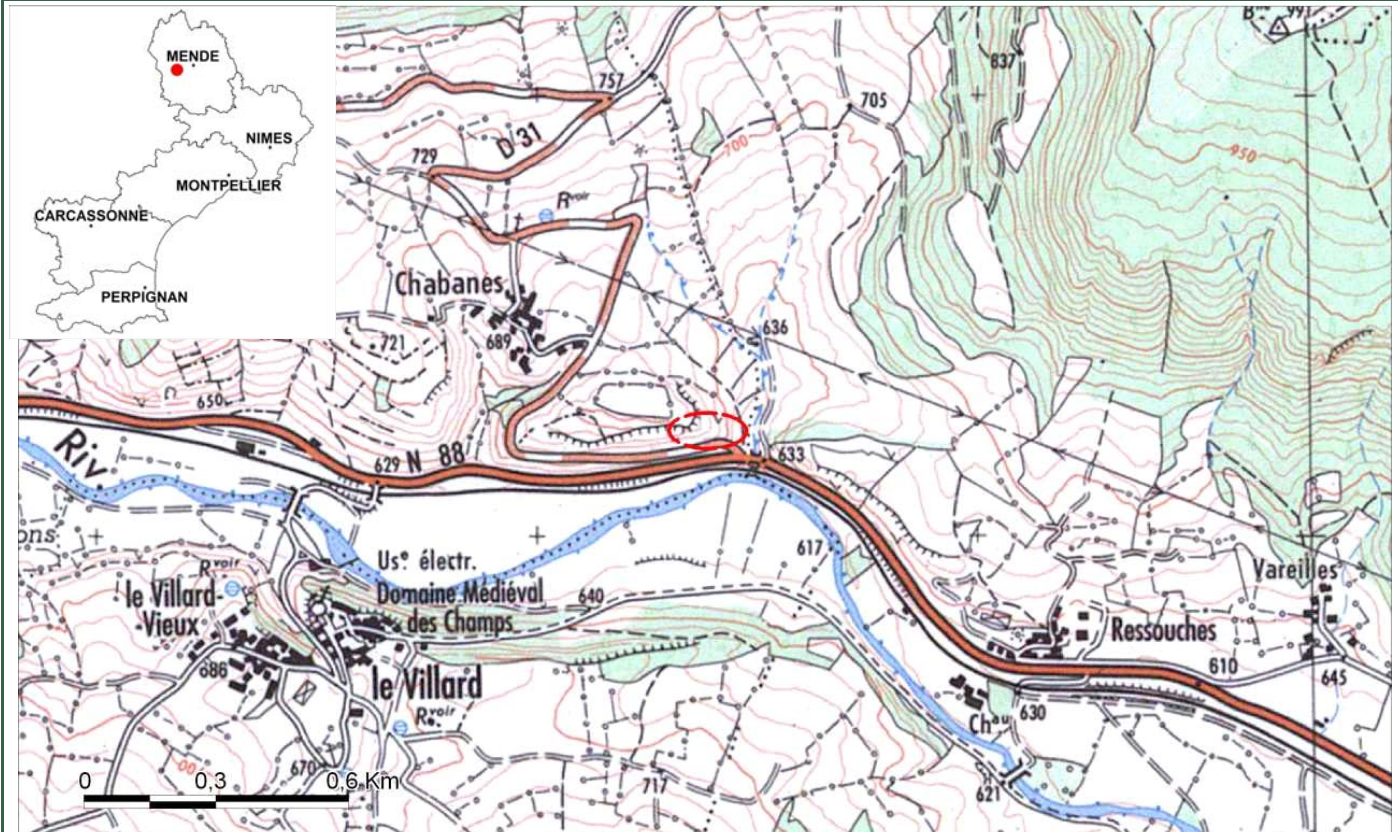 MENDE
NIMES
MONTPELLIER
CARCASSONNE
PERPIGNAN
837
757
705
D 31
700
729
950
Rvoir
Chabanes
636
721
689
650
Riv.
629
N 88
633
ons
Us° électr.
617
Rvoir
Domaine Médiéval
des Champs
640
Vareilles
le Villard-
Vieux
Ressouches
686
610
645
le Villard
Chau
630
Rvoir
00
670
717
621
0 0,3 0,6 Km